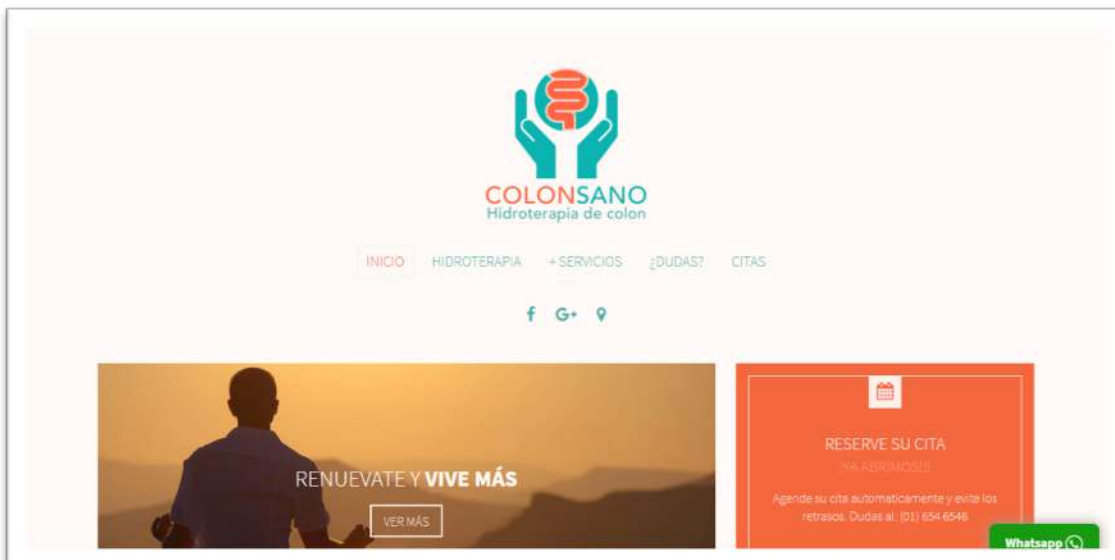 COLONSANO
Hidroterapia de colon
INICIO HIDROTERAPIA + SERVICIOS ¿DUDAS? CITAS
f G+
RENUEVATE Y VIVE MÁS
VER MÁS
RESERVE SU CITA
¡YA ABRIMOS!!!
Agende su cita automaticamente y evite los
retrasos. Dudas al: (01) 654 6546
Whatsapp